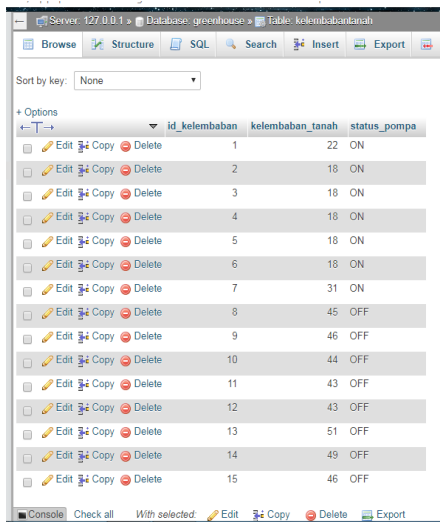 Server: 127.0.0.1 » Database: greenhouse » Table: kelembabantanah
Browse Structure SQL Search Insert Export
Sort by key: None
+ Options
id_kelembaban kelembaban_tanah status_pompa
Edit Copy Delete 1 22 ON
Edit Copy Delete 2 18 ON
Edit Copy Delete 3 18 ON
Edit Copy Delete 4 18 ON
Edit Copy Delete 5 18 ON
Edit Copy Delete 6 18 ON
Edit Copy Delete 7 31 ON
Edit Copy Delete 8 45 OFF
Edit Copy Delete 9 46 OFF
Edit Copy Delete 10 44 OFF
Edit Copy Delete 11 43 OFF
Edit Copy Delete 12 43 OFF
Edit Copy Delete 13 51 OFF
Edit Copy Delete 14 49 OFF
Edit Copy Delete 15 46 OFF
Console Check all With selected: Edit Copy Delete Export